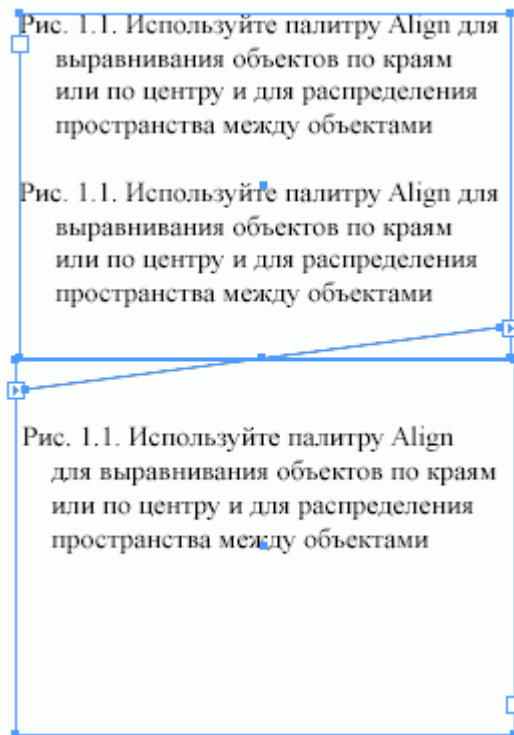 Рис. 1.1. Используйте палитру Align для
выравнивания объектов по краям
или по центру и для распределения
пространства между объектами
Рис. 1.1. Используйте палитру Align для
выравнивания объектов по краям
или по центру и для распределения
пространства между объектами
Рис. 1.1. Используйте палитру Align
для выравнивания объектов по краям
или по центру и для распределения
пространства между объектами